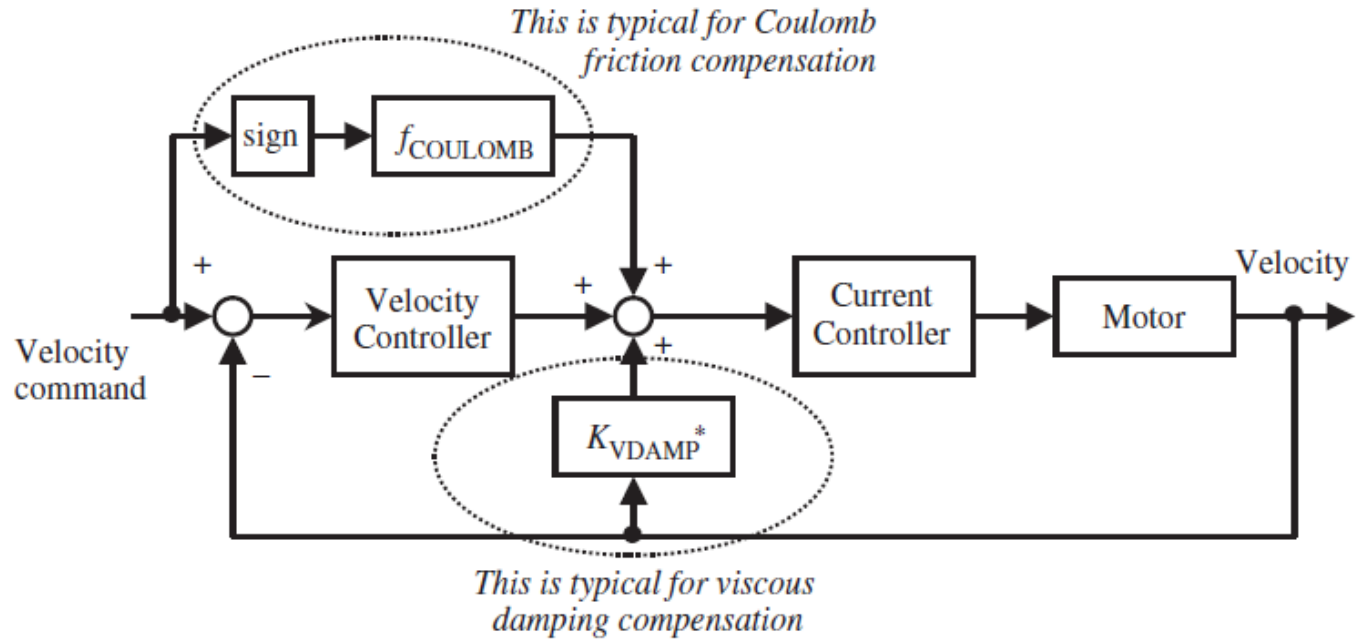 This is typical for Coulomb
friction compensation
sign
fCOULOMB
+
+
+
Velocity
Velocity
Controller
Current
Controller
Motor
Velocity
command
−
+
KVDAMP*
This is typical for viscous
damping compensation